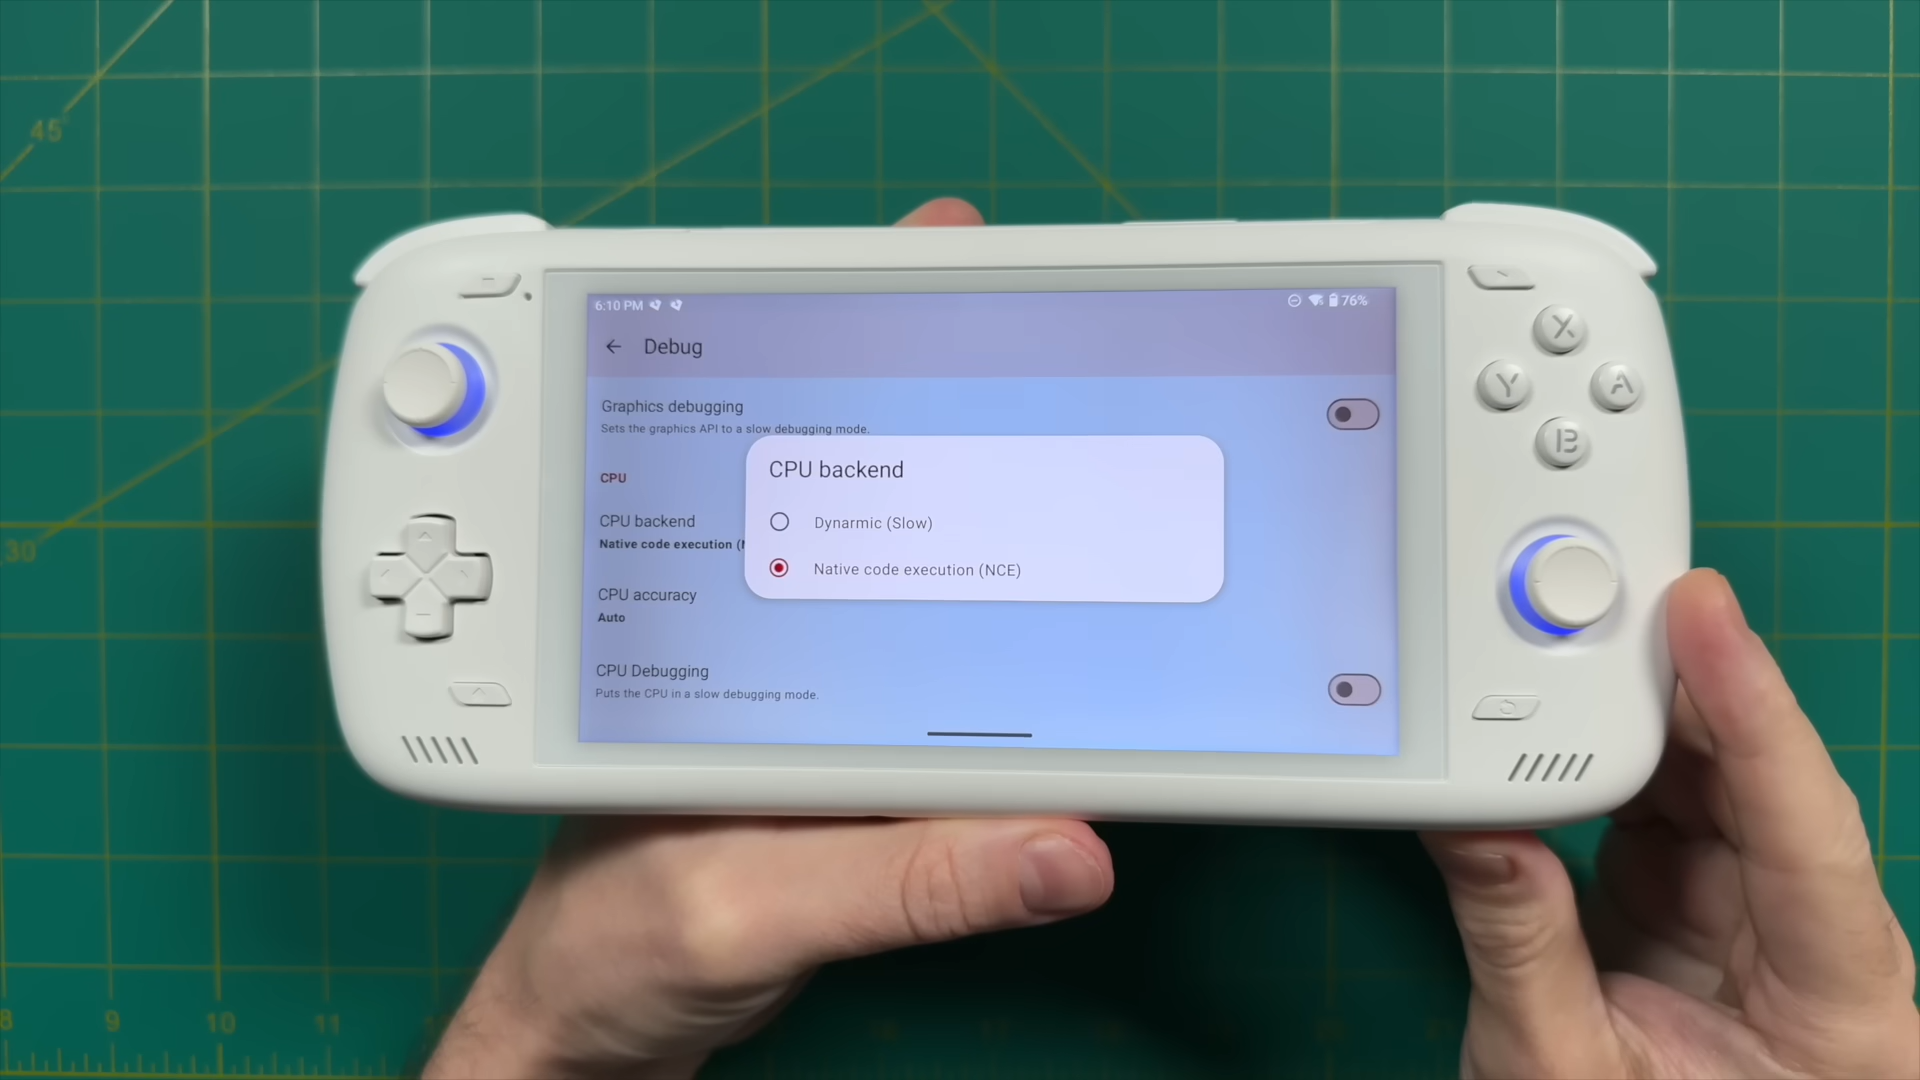 45
30
6:10 PM
76%
Debug
Graphics debugging
Sets the graphics API to a slow debugging mode.
CPU
CPU backend
Native code execution (
CPU accuracy
Auto
CPU Debugging
Puts the CPU in a slow debugging mode.
CPU backend
Dynarmic (Slow)
Native code execution (NCE)
X
Y
A
B
8
9
10
11